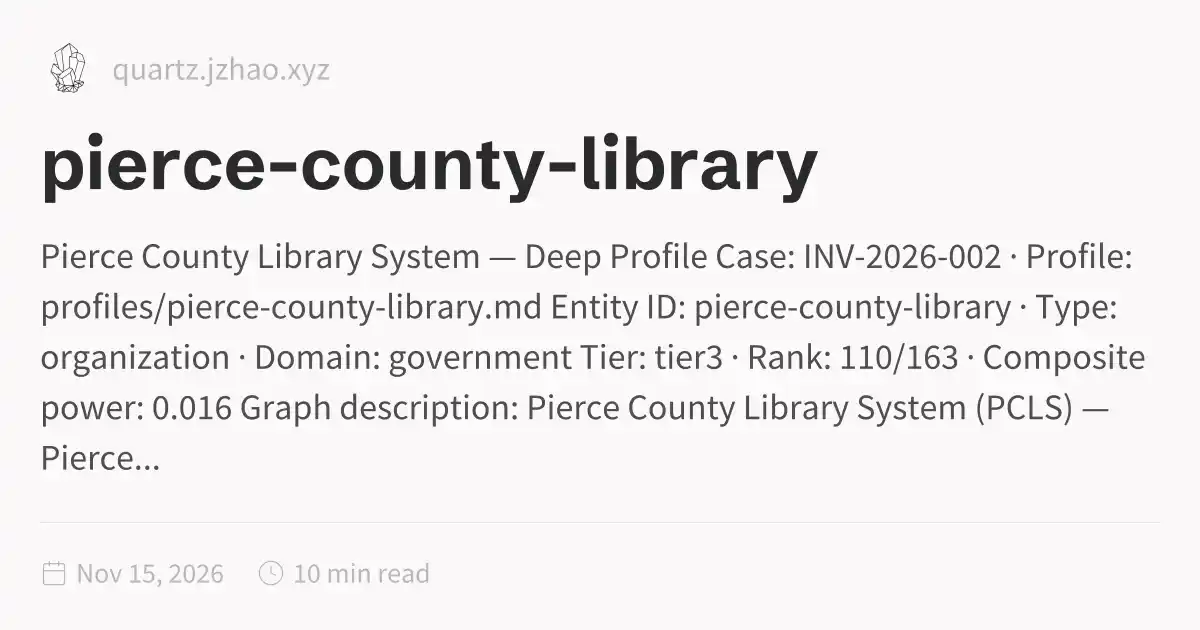 quartz.jzhao.xyz
pierce-county-library
Pierce County Library System — Deep Profile Case: INV-2026-002 · Profile:
profiles/pierce-county-library.md Entity ID: pierce-county-library · Type:
organization · Domain: government Tier: tier3 · Rank: 110/163 · Composite
power: 0.016 Graph description: Pierce County Library System (PCLS) —
Pierce...
Nov 15, 2026 10 min read